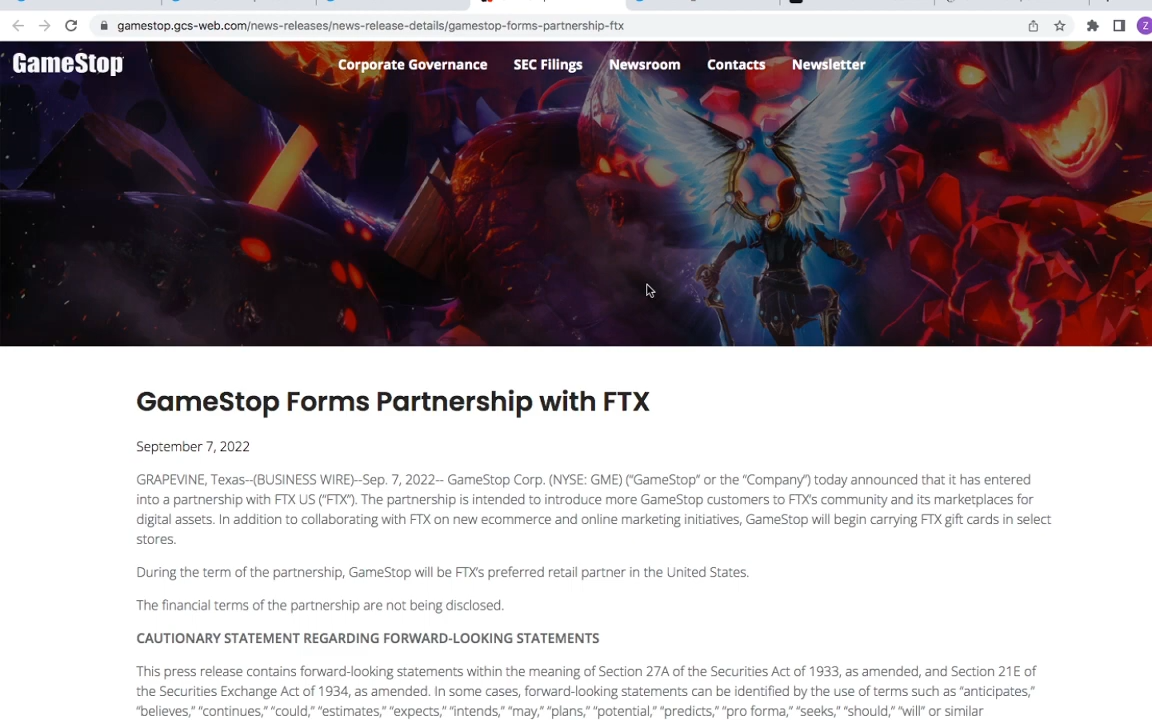 gamestop.gcs-web.com/news-releases/news-release-details/gamestop-forms-partnership-ftx
Z
GameStop
Corporate Governance SEC Filings Newsroom Contacts Newsletter
GameStop Forms Partnership with FTX
September 7, 2022
GRAPEVINE, Texas--(BUSINESS WIRE)--Sep. 7, 2022-- GameStop Corp. (NYSE: GME) (“GameStop” or the “Company”) today announced that it has entered
into a partnership with FTX US (“FTX”). The partnership is intended to introduce more GameStop customers to FTX’s community and its marketplaces for
digital assets. In addition to collaborating with FTX on new ecommerce and online marketing initiatives, GameStop will begin carrying FTX gift cards in select
stores.
During the term of the partnership, GameStop will be FTX’s preferred retail partner in the United States.
The financial terms of the partnership are not being disclosed.
CAUTIONARY STATEMENT REGARDING FORWARD-LOOKING STATEMENTS
This press release contains forward-looking statements within the meaning of Section 27A of the Securities Act of 1933, as amended, and Section 21E of
the Securities Exchange Act of 1934, as amended. In some cases, forward-looking statements can be identified by the use of terms such as “anticipates,”
“believes,” “continues,” “could,” “estimates,” “expects,” “intends,” “may,” “plans,” “potential,” “predicts,” “pro forma,” “seeks,” “should,” “will” or similar